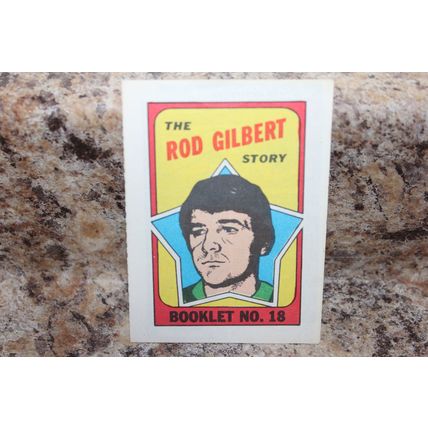 THE
ROD GILBERT
STORY
BOOKLET NO. 18